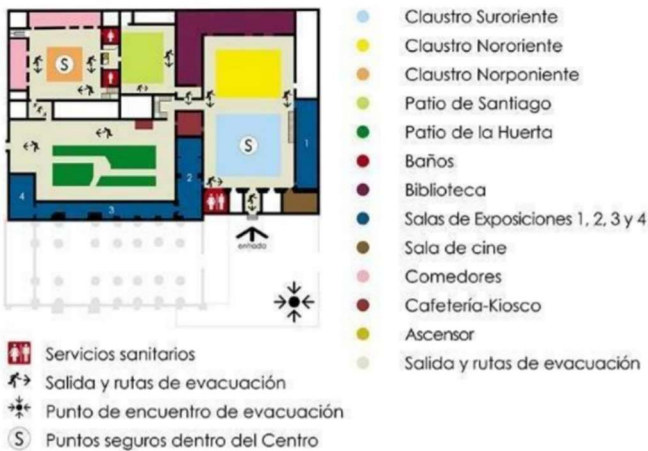 S
S
1
2
3
4
entrada
Claustro Suroriente
Claustro Nororiente
Claustro Norponiente
Patio de Santiago
Patio de la Huerta
Baños
Biblioteca
Salas de Exposiciones 1, 2, 3 y 4
Sala de cine
Comedores
Cafetería-Kiosco
Ascensor
Salida y rutas de evacuación
Servicios sanitarios
Salida y rutas de evacuación
Punto de encuentro de evacuación
S Puntos seguros dentro del Centro